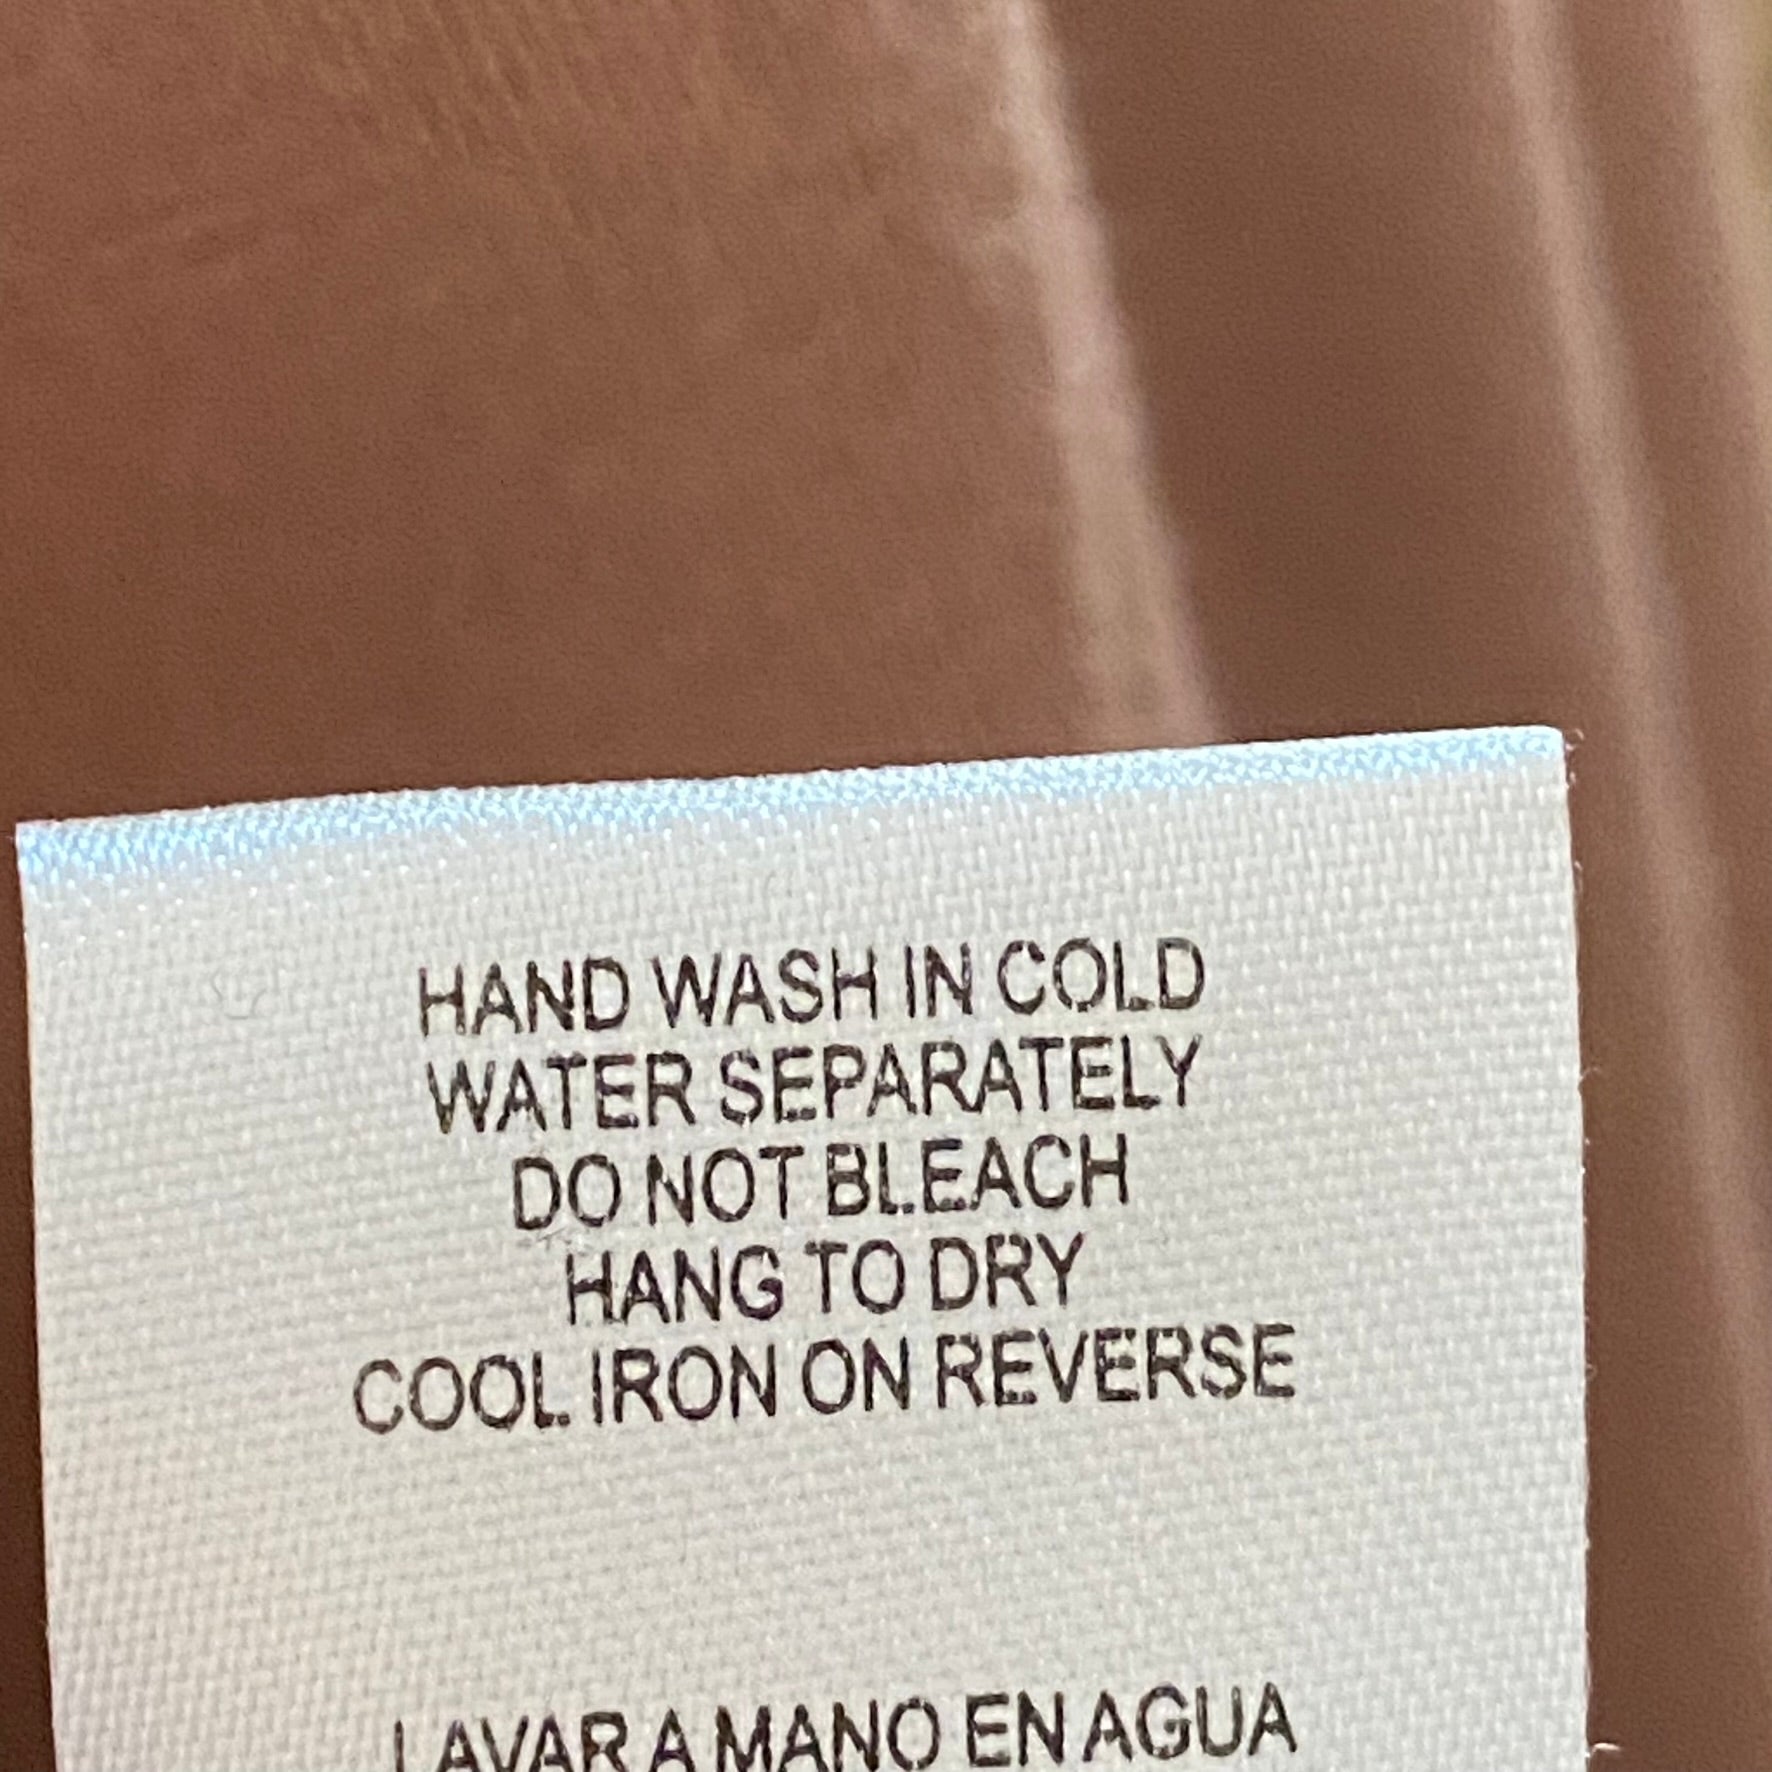 HAND WASH IN COLD
WATER SEPARATELY
DO NOT BLEACH
HANG TO DRY
COOL IRON ON REVERSE
LAVAR A MANO EN AGUA